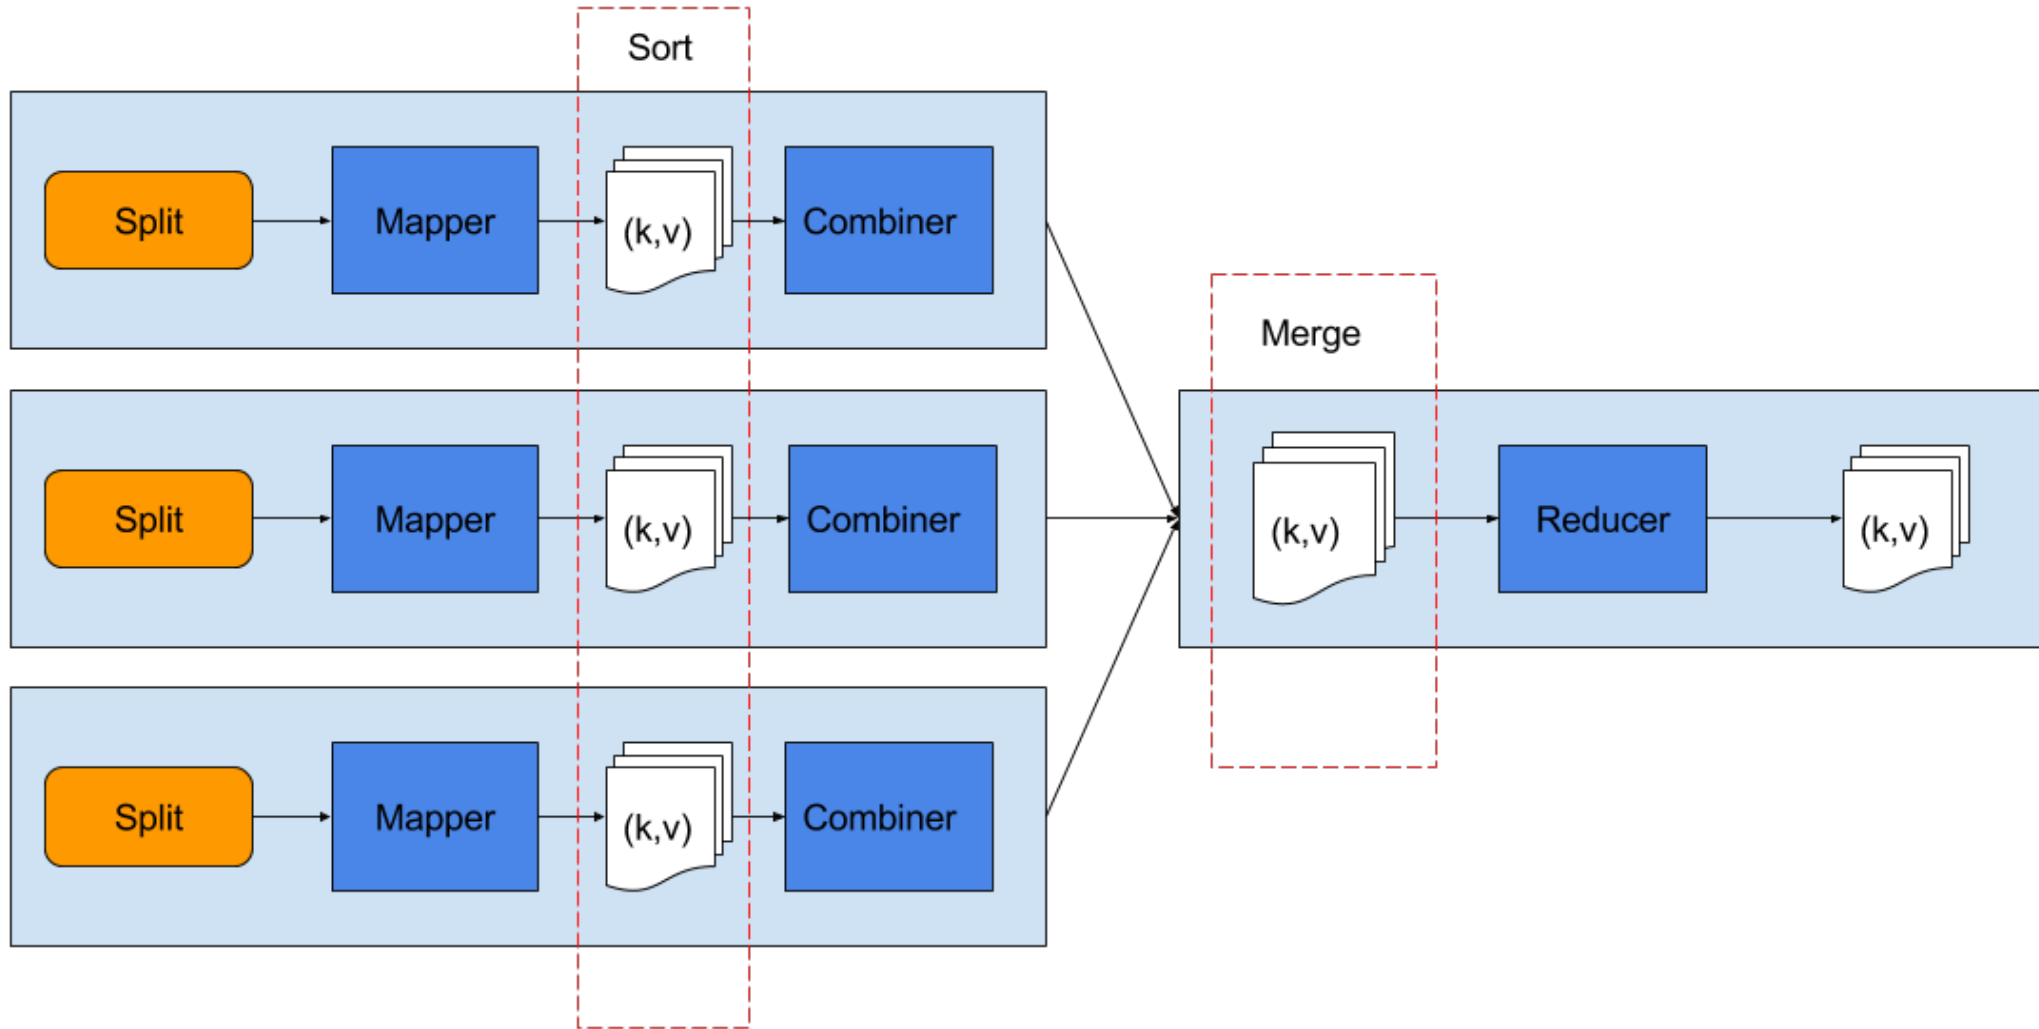 Sort
Split
Mapper
(k,v)
Combiner
Merge
Split
Mapper
(k,v)
Combiner
(k,v)
Reducer
(k,v)
Split
Mapper
(k,v)
Combiner